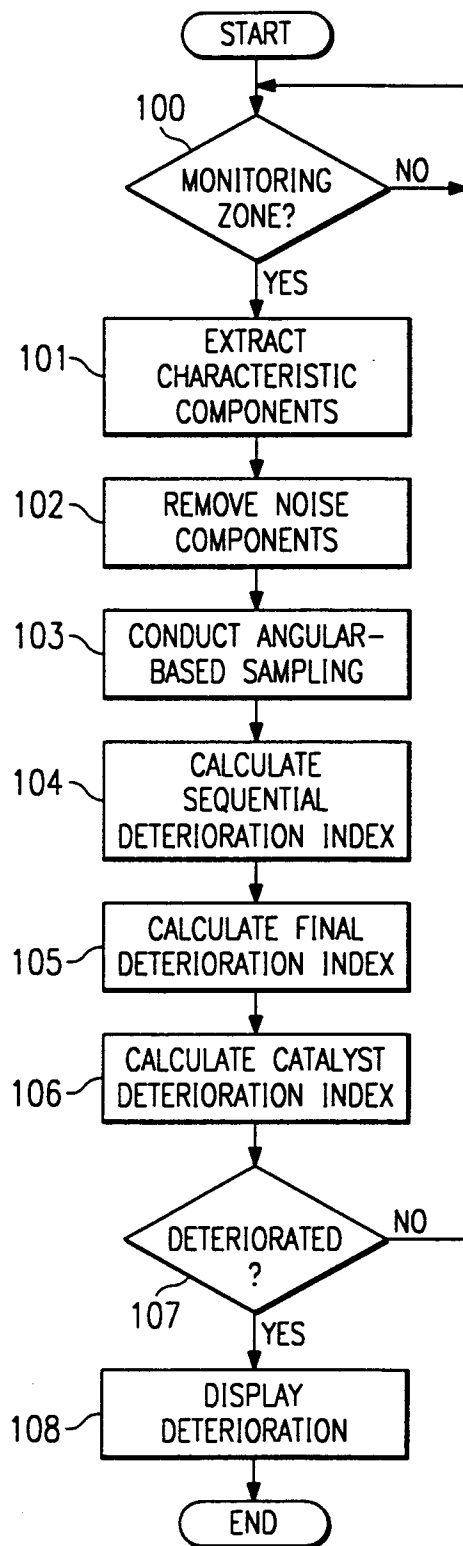 START
100
MONITORING
ZONE?
NO
YES
101
EXTRACT
CHARACTERISTIC
COMPONENTS
102
REMOVE NOISE
COMPONENTS
103
CONDUCT ANGULAR-
BASED SAMPLING
104
CALCULATE
SEQUENTIAL
DETERIORATION INDEX
105
CALCULATE FINAL
DETERIORATION INDEX
106
CALCULATE CATALYST
DETERIORATION INDEX
DETERIORATED
?
NO
107
YES
108
DISPLAY
DETERIORATION
END